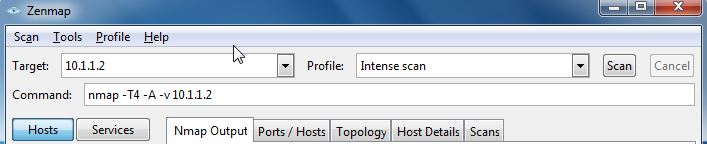 Zenmap
Scan Tools Profile Help
Target: 10.1.1.2 Profile: Intense scan Scan Cancel
Command: nmap -T4 -A -v 10.1.1.2
Hosts Services Nmap Output Ports / Hosts Topology Host Details Scans